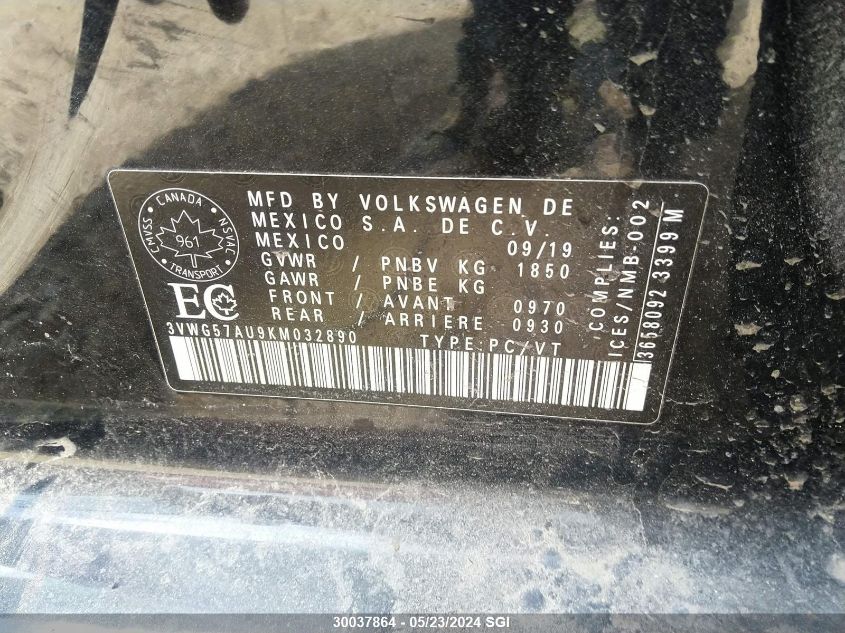 MFD BY VOLKSWAGEN DE
MEXICO S.A. DE C.V.
MEXICO 09/19
GVWR / PNBV KG 1850
GAWR / PNBE KG
FRONT / AVANT 0970
REAR / ARRIERE 0930
3VWG57AU9KM032890 TYPE:PC/VT
CANADA
CMVSS
NSVAC
961
TRANSPORT
EC
COMPLIES:
ICES/NMB-002
3658092 3399 M
30037864 — 05/23/2024 SGI